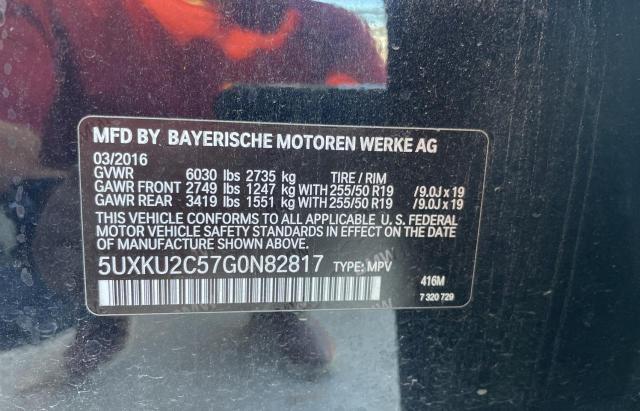 MFD BY BAYERISCHE MOTOREN WERKE AG
03/2016
GVWR 6030 lbs 2735 kg TIRE / RIM
GAWR FRONT 2749 lbs 1247 kg WITH 255/50 R19 /9.0J x 19
GAWR REAR 3419 lbs 1551 kg WITH 255/50 R19 /9.0J x 19
THIS VEHICLE CONFORMS TO ALL APPLICABLE U. S. FEDERAL
MOTOR VEHICLE SAFETY STANDARDS IN EFFECT ON THE
DATE OF MANUFACTURE SHOWN ABOVE.
5UXKU2C57G0N82817 TYPE: MPV
416M
7 320 729